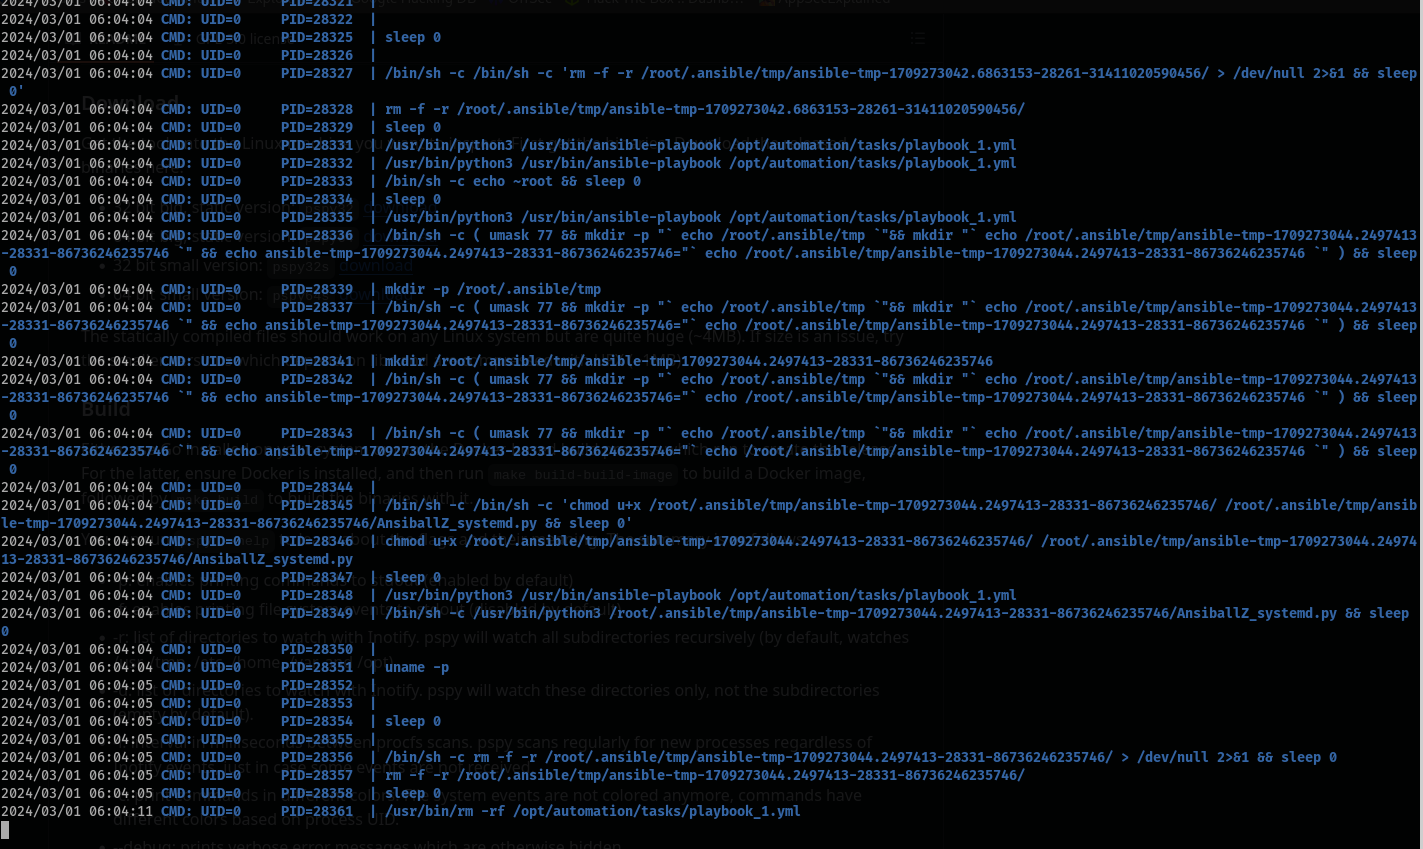 2024/03/01 06:04:04 CMD: UID=0     PID=28321  |
2024/03/01 06:04:04 CMD: UID=0     PID=28322  |
2024/03/01 06:04:04 CMD: UID=0     PID=28325  | sleep 0
2024/03/01 06:04:04 CMD: UID=0     PID=28326  |
2024/03/01 06:04:04 CMD: UID=0     PID=28327  | /bin/sh -c /bin/sh -c 'rm -f -r /root/.ansible/tmp/ansible-tmp-1709273042.6863153-28261-31411020590456/ > /dev/null 2>&1 && sleep
 0'
2024/03/01 06:04:04 CMD: UID=0     PID=28328  | rm -f -r /root/.ansible/tmp/ansible-tmp-1709273042.6863153-28261-31411020590456/
2024/03/01 06:04:04 CMD: UID=0     PID=28329  | sleep 0
2024/03/01 06:04:04 CMD: UID=0     PID=28331  | /usr/bin/python3 /usr/bin/ansible-playbook /opt/automation/tasks/playbook_1.yml
2024/03/01 06:04:04 CMD: UID=0     PID=28332  | /usr/bin/python3 /usr/bin/ansible-playbook /opt/automation/tasks/playbook_1.yml
2024/03/01 06:04:04 CMD: UID=0     PID=28333  | /bin/sh -c echo ~root && sleep 0
2024/03/01 06:04:04 CMD: UID=0     PID=28334  | sleep 0
2024/03/01 06:04:04 CMD: UID=0     PID=28335  | /usr/bin/python3 /usr/bin/ansible-playbook /opt/automation/tasks/playbook_1.yml
2024/03/01 06:04:04 CMD: UID=0     PID=28336  | /bin/sh -c ( umask 77 && mkdir -p "` echo /root/.ansible/tmp `"&& mkdir "` echo /root/.ansible/tmp/ansible-tmp-1709273044.2497413
-28331-86736246235746 `" && echo ansible-tmp-1709273044.2497413-28331-86736246235746="` echo /root/.ansible/tmp/ansible-tmp-1709273044.2497413-28331-86736246235746 `" ) && sleep
 0
2024/03/01 06:04:04 CMD: UID=0     PID=28339  | mkdir -p /root/.ansible/tmp
2024/03/01 06:04:04 CMD: UID=0     PID=28337  | /bin/sh -c ( umask 77 && mkdir -p "` echo /root/.ansible/tmp `"&& mkdir "` echo /root/.ansible/tmp/ansible-tmp-1709273044.2497413
-28331-86736246235746 `" && echo ansible-tmp-1709273044.2497413-28331-86736246235746="` echo /root/.ansible/tmp/ansible-tmp-1709273044.2497413-28331-86736246235746 `" ) && sleep
 0
2024/03/01 06:04:04 CMD: UID=0     PID=28341  | mkdir /root/.ansible/tmp/ansible-tmp-1709273044.2497413-28331-86736246235746
2024/03/01 06:04:04 CMD: UID=0     PID=28342  | /bin/sh -c ( umask 77 && mkdir -p "` echo /root/.ansible/tmp `"&& mkdir "` echo /root/.ansible/tmp/ansible-tmp-1709273044.2497413
-28331-86736246235746 `" && echo ansible-tmp-1709273044.2497413-28331-86736246235746="` echo /root/.ansible/tmp/ansible-tmp-1709273044.2497413-28331-86736246235746 `" ) && sleep
 0
2024/03/01 06:04:04 CMD: UID=0     PID=28343  | /bin/sh -c ( umask 77 && mkdir -p "` echo /root/.ansible/tmp `"&& mkdir "` echo /root/.ansible/tmp/ansible-tmp-1709273044.2497413
-28331-86736246235746 `" && echo ansible-tmp-1709273044.2497413-28331-86736246235746="` echo /root/.ansible/tmp/ansible-tmp-1709273044.2497413-28331-86736246235746 `" ) && sleep
 0
2024/03/01 06:04:04 CMD: UID=0     PID=28344  |
2024/03/01 06:04:04 CMD: UID=0     PID=28345  | /bin/sh -c /bin/sh -c 'chmod u+x /root/.ansible/tmp/ansible-tmp-1709273044.2497413-28331-86736246235746/ /root/.ansible/tmp/ansib
le-tmp-1709273044.2497413-28331-86736246235746/AnsiballZ_systemd.py && sleep 0'
2024/03/01 06:04:04 CMD: UID=0     PID=28346  | chmod u+x /root/.ansible/tmp/ansible-tmp-1709273044.2497413-28331-86736246235746/ /root/.ansible/tmp/ansible-tmp-1709273044.24974
13-28331-86736246235746/AnsiballZ_systemd.py
2024/03/01 06:04:04 CMD: UID=0     PID=28347  | sleep 0
2024/03/01 06:04:04 CMD: UID=0     PID=28348  | /usr/bin/python3 /usr/bin/ansible-playbook /opt/automation/tasks/playbook_1.yml
2024/03/01 06:04:04 CMD: UID=0     PID=28349  | /bin/sh -c /usr/bin/python3 /root/.ansible/tmp/ansible-tmp-1709273044.2497413-28331-86736246235746/AnsiballZ_systemd.py && sleep
0
2024/03/01 06:04:04 CMD: UID=0     PID=28350  |
2024/03/01 06:04:04 CMD: UID=0     PID=28351  | uname -p
2024/03/01 06:04:05 CMD: UID=0     PID=28352  |
2024/03/01 06:04:05 CMD: UID=0     PID=28353  |
2024/03/01 06:04:05 CMD: UID=0     PID=28354  | sleep 0
2024/03/01 06:04:05 CMD: UID=0     PID=28355  |
2024/03/01 06:04:05 CMD: UID=0     PID=28356  | /bin/sh -c rm -f -r /root/.ansible/tmp/ansible-tmp-1709273044.2497413-28331-86736246235746/ > /dev/null 2>&1 && sleep 0
2024/03/01 06:04:05 CMD: UID=0     PID=28357  | rm -f -r /root/.ansible/tmp/ansible-tmp-1709273044.2497413-28331-86736246235746/
2024/03/01 06:04:05 CMD: UID=0     PID=28358  | sleep 0
2024/03/01 06:04:11 CMD: UID=0     PID=28361  | /usr/bin/rm -rf /opt/automation/tasks/playbook_1.yml